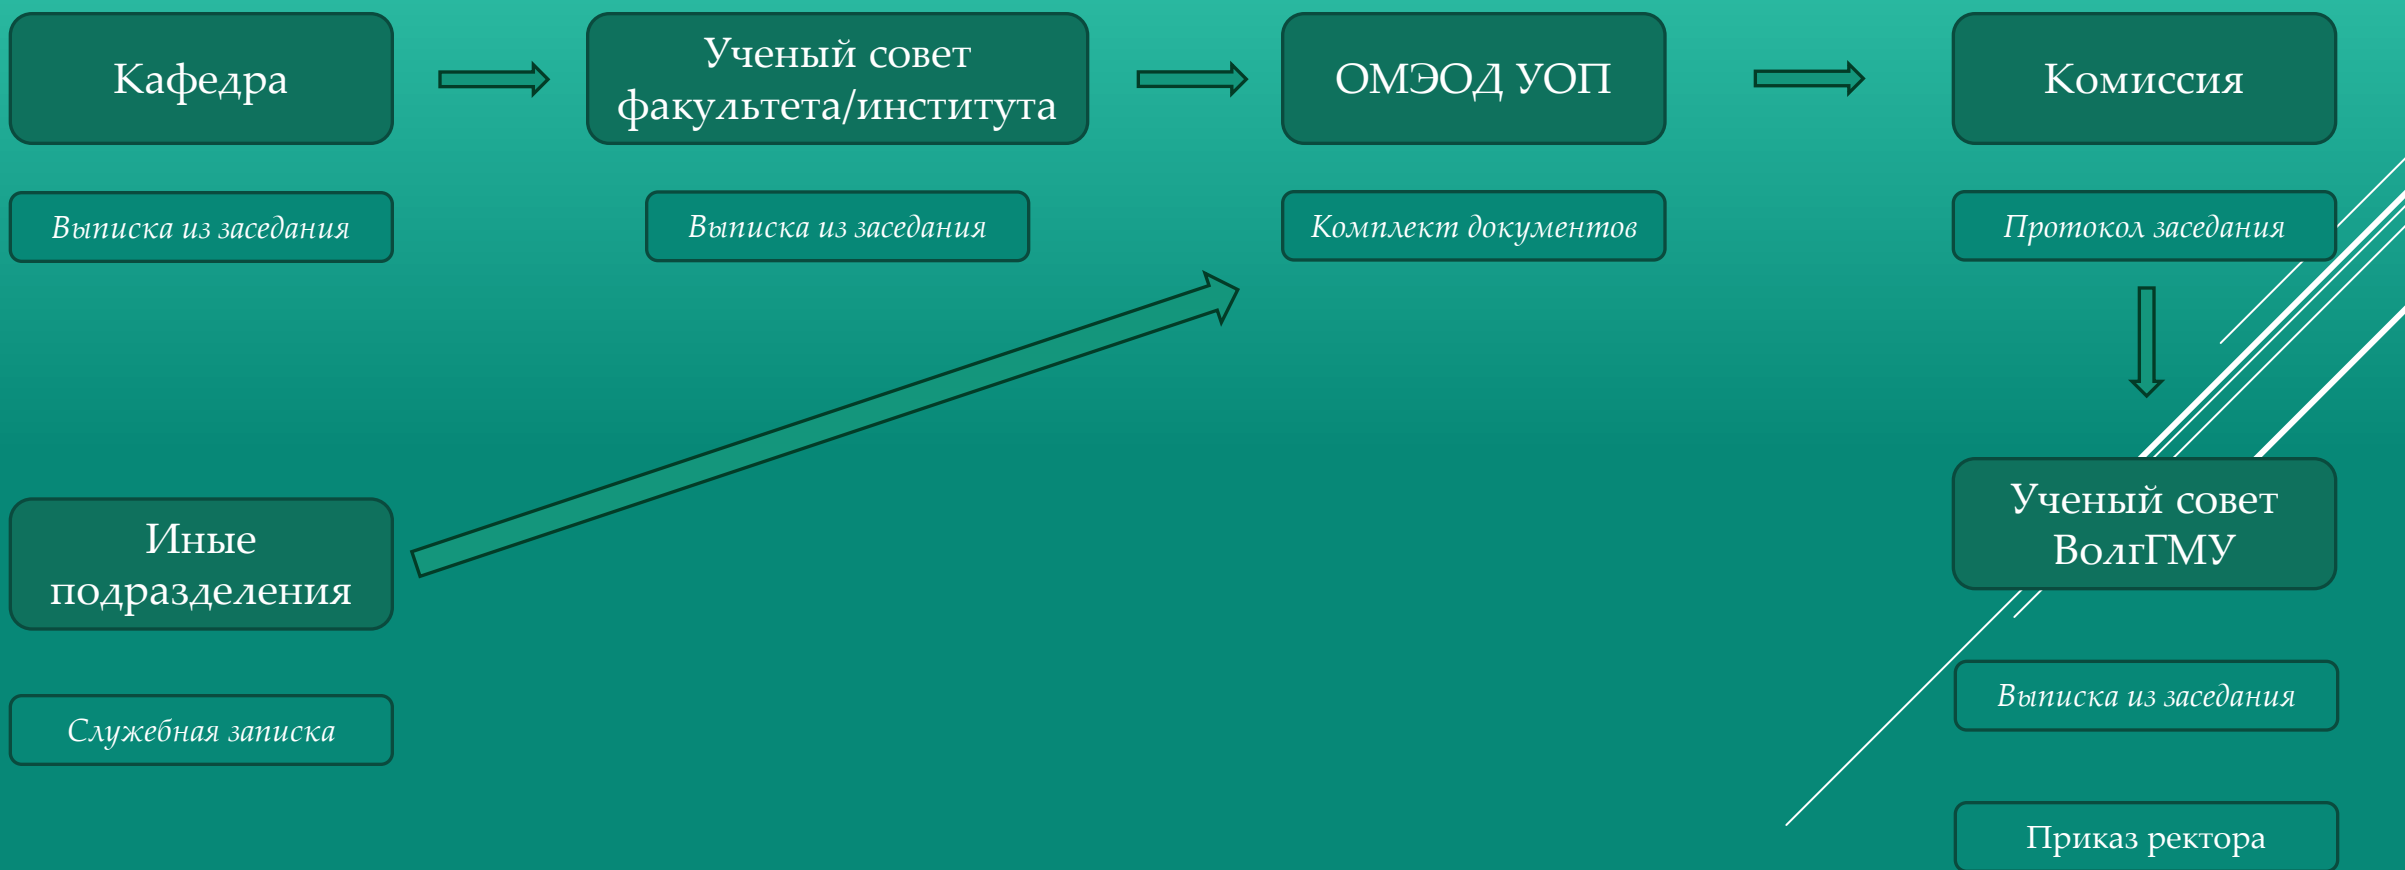 Кафедра
Ученый совет
факультета/института
ОМЭОД УОП
Комиссия
Выписка из заседания
Выписка из заседания
Комплект документов
Протокол заседания
Иные
подразделения
Ученый совет
ВолгГМУ
Служебная записка
Выписка из заседания
Приказ ректора